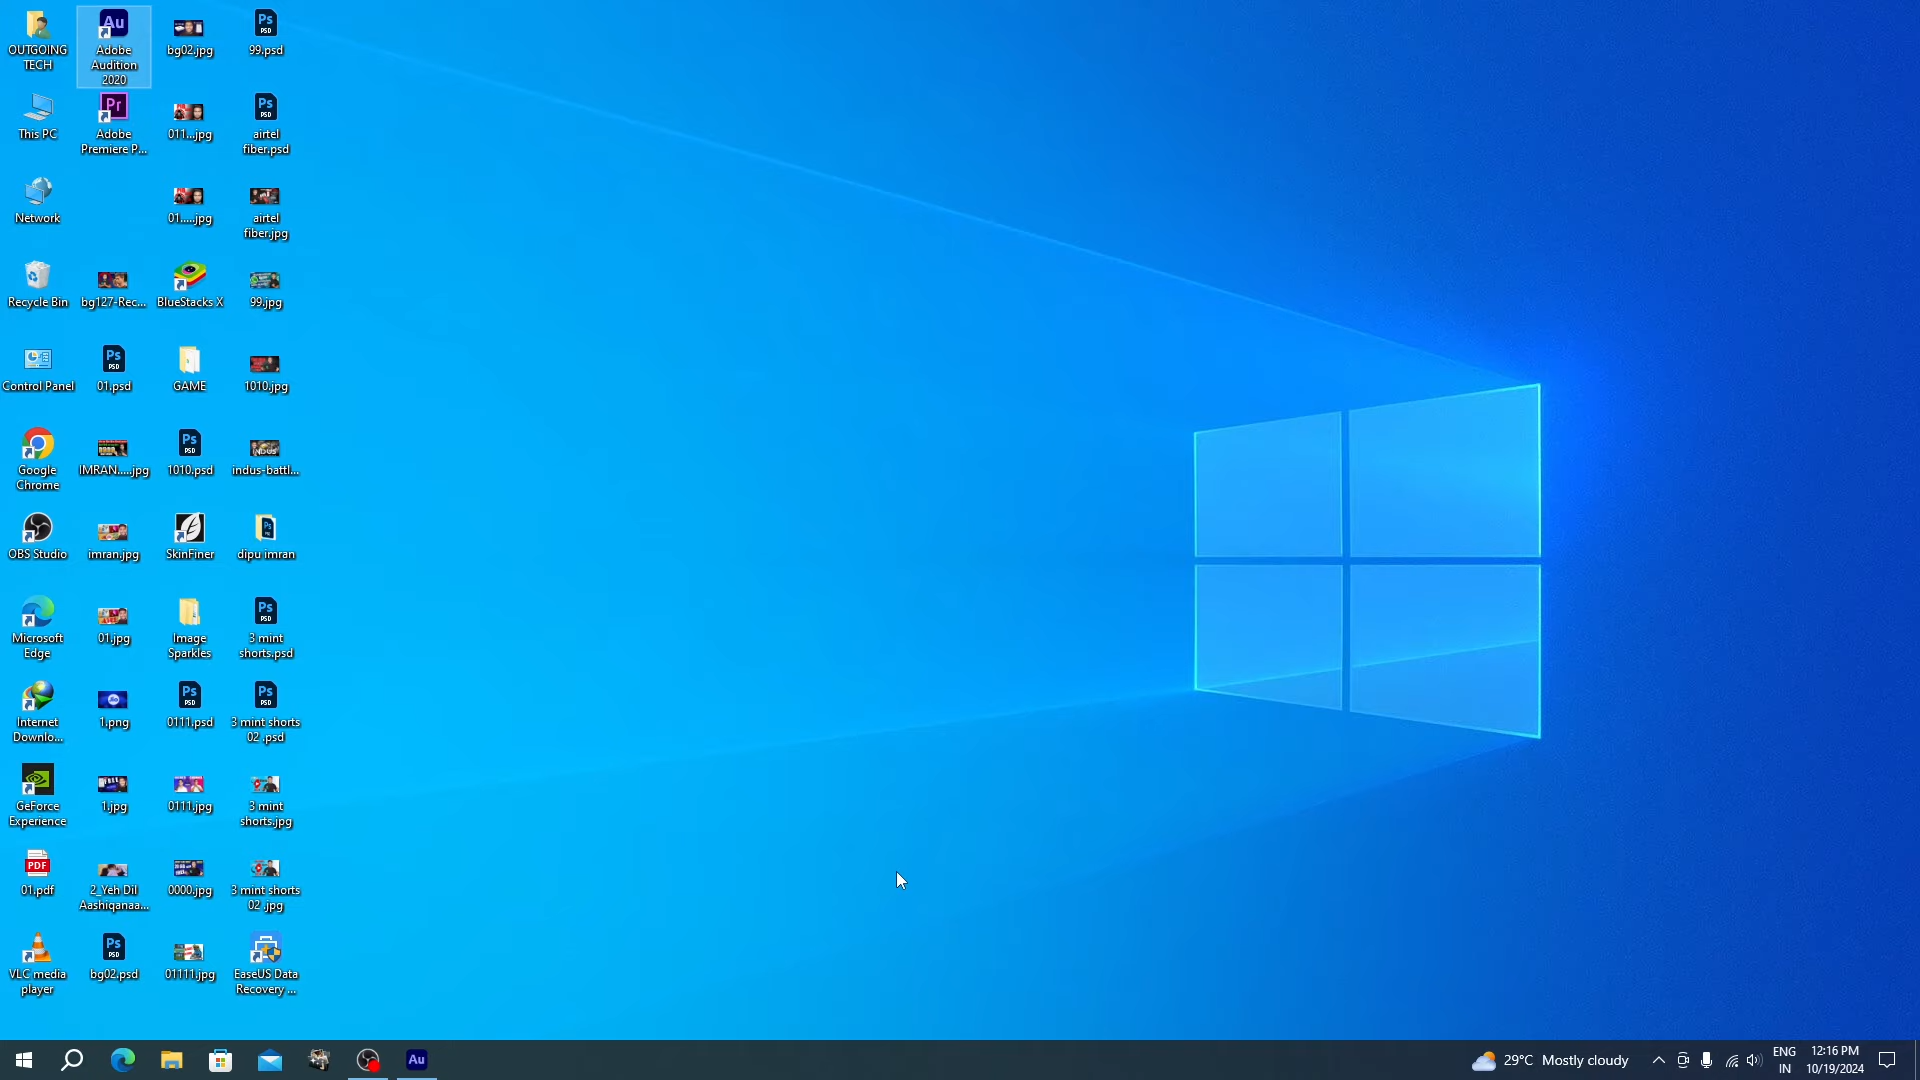 OUTGOING
TECH
This PC
Network
Recycle Bin
Control Panel
Google
Chrome
OBS Studio
Microsoft
Edge
Internet
Downlo...
GeForce
Experience
PDF
01.pdf
VLC media
player
Au
Adobe
Audition
2020
Pr
Adobe
Premiere P...
bg127-Rec...
Ps
PSD
01.psd
IMRAN.....jpg
imran.jpg
01.jpg
1.png
1.jpg
2_Yeh Dil
Aashiqanaa...
Ps
PSD
bg02.psd
bg02.jpg
011...jpg
01.....jpg
BlueStacks X
GAME
Ps
PSD
1010.psd
SkinFiner
Image
Sparkles
Ps
PSD
0111.psd
0111.jpg
0000.jpg
01111.jpg
Ps
PSD
99.psd
Ps
PSD
airtel
fiber.psd
airtel
fiber.jpg
99.jpg
1010.jpg
INDUS
indus-battl...
Ps
dipu imran
Ps
PSD
3 mint
shorts.psd
Ps
PSD
3 mint shorts
02 .psd
3 mint
shorts.jpg
3 mint shorts
02 .jpg
EaseUS Data
Recovery ...
Au
29°C Mostly cloudy
ENG
IN
12:16 PM
10/19/2024